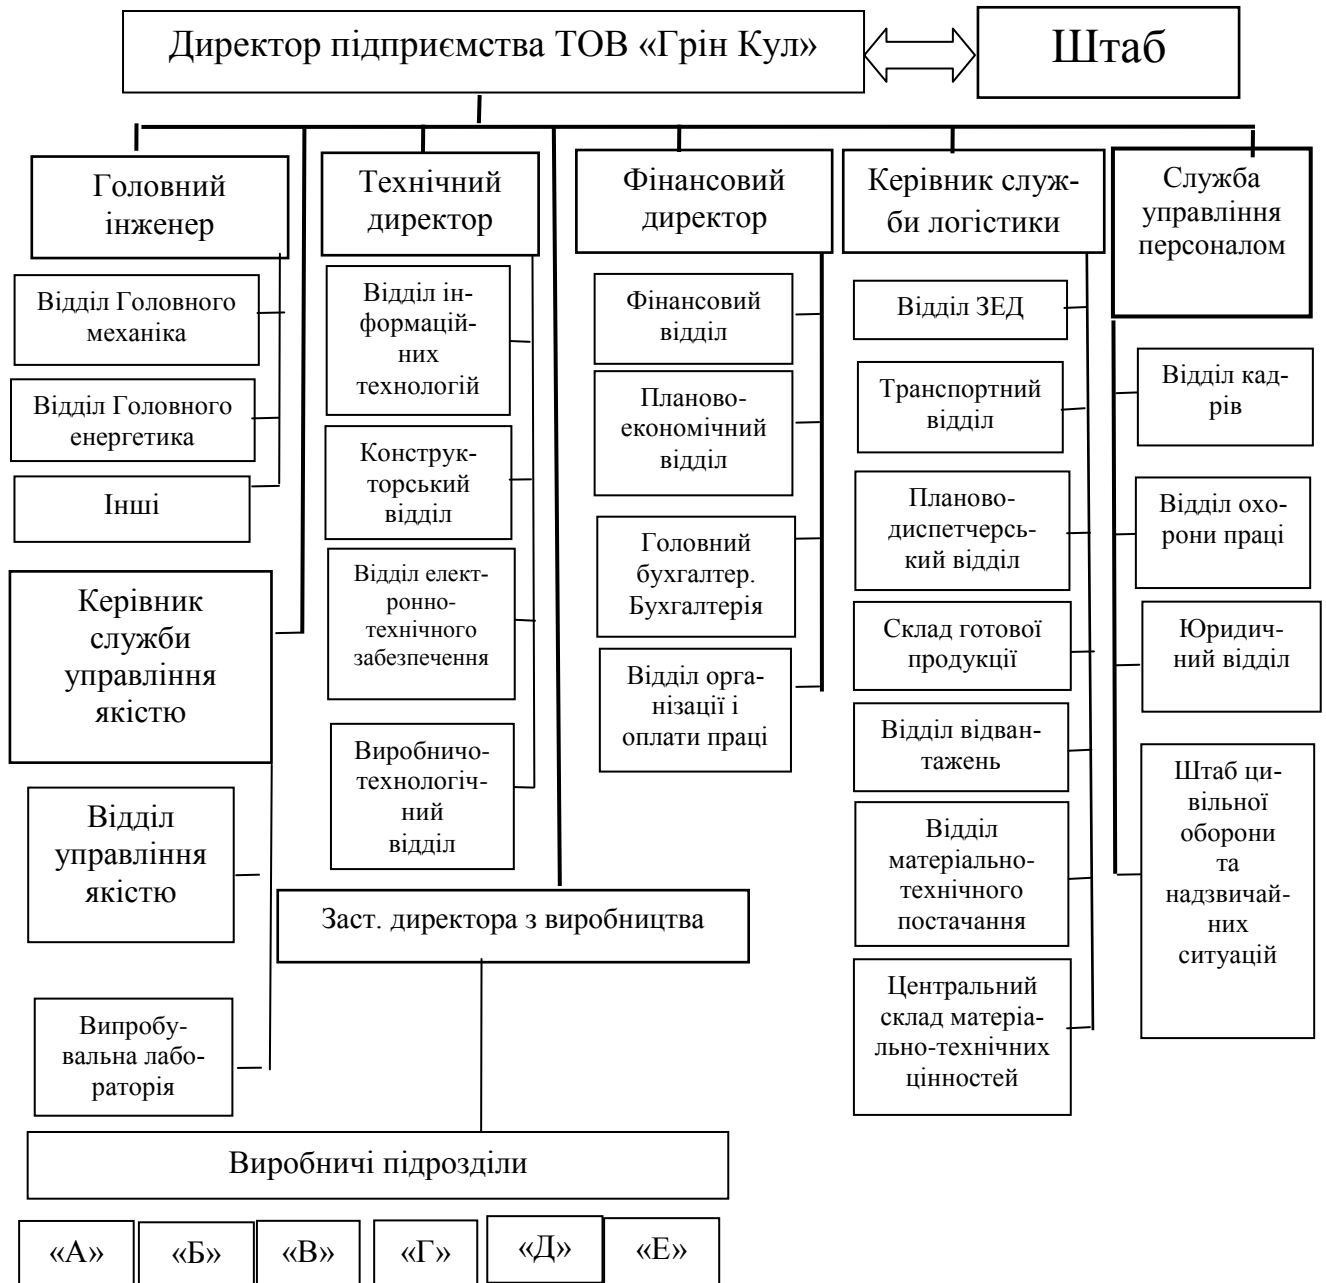 Директор підприємства ТОВ «Грін Кул»
Штаб
Головний
інженер
Відділ Головного
механіка
Відділ Головного
енергетика
Інші
Керівник
служби
управління
якістю
Відділ
управління
якістю
Випробу-
вальна лабо-
раторія
Технічний
директор
Відділ ін-
формацій-
них
технологій
Конструк-
торський
відділ
Відділ елект-
ронно-
технічного
забезпечення
Виробничо-
технологіч-
ний
відділ
Заст. директора з виробництва
Фінансовий
директор
Фінансовий
відділ
Планово-
економічний
відділ
Головний
бухгалтер.
Бухгалтерія
Відділ орга-
нізації і
оплати праці
Керівник служ-
би логістики
Відділ ЗЕД
Транспортний
відділ
Планово-
диспетчерсь-
кий відділ
Склад готової
продукції
Відділ відван-
тажень
Відділ
матеріально-
технічного
постачання
Центральний
склад матеріа-
льно-технічних
цінностей
Служба
управління
персоналом
Відділ кад-
рів
Відділ охо-
рони праці
Юридич-
ний відділ
Штаб ци-
вільної
оборони
та
надзвичай-
них
ситуацій
Виробничі підрозділи
«А»
«Б»
«В»
«Г»
«Д»
«Е»